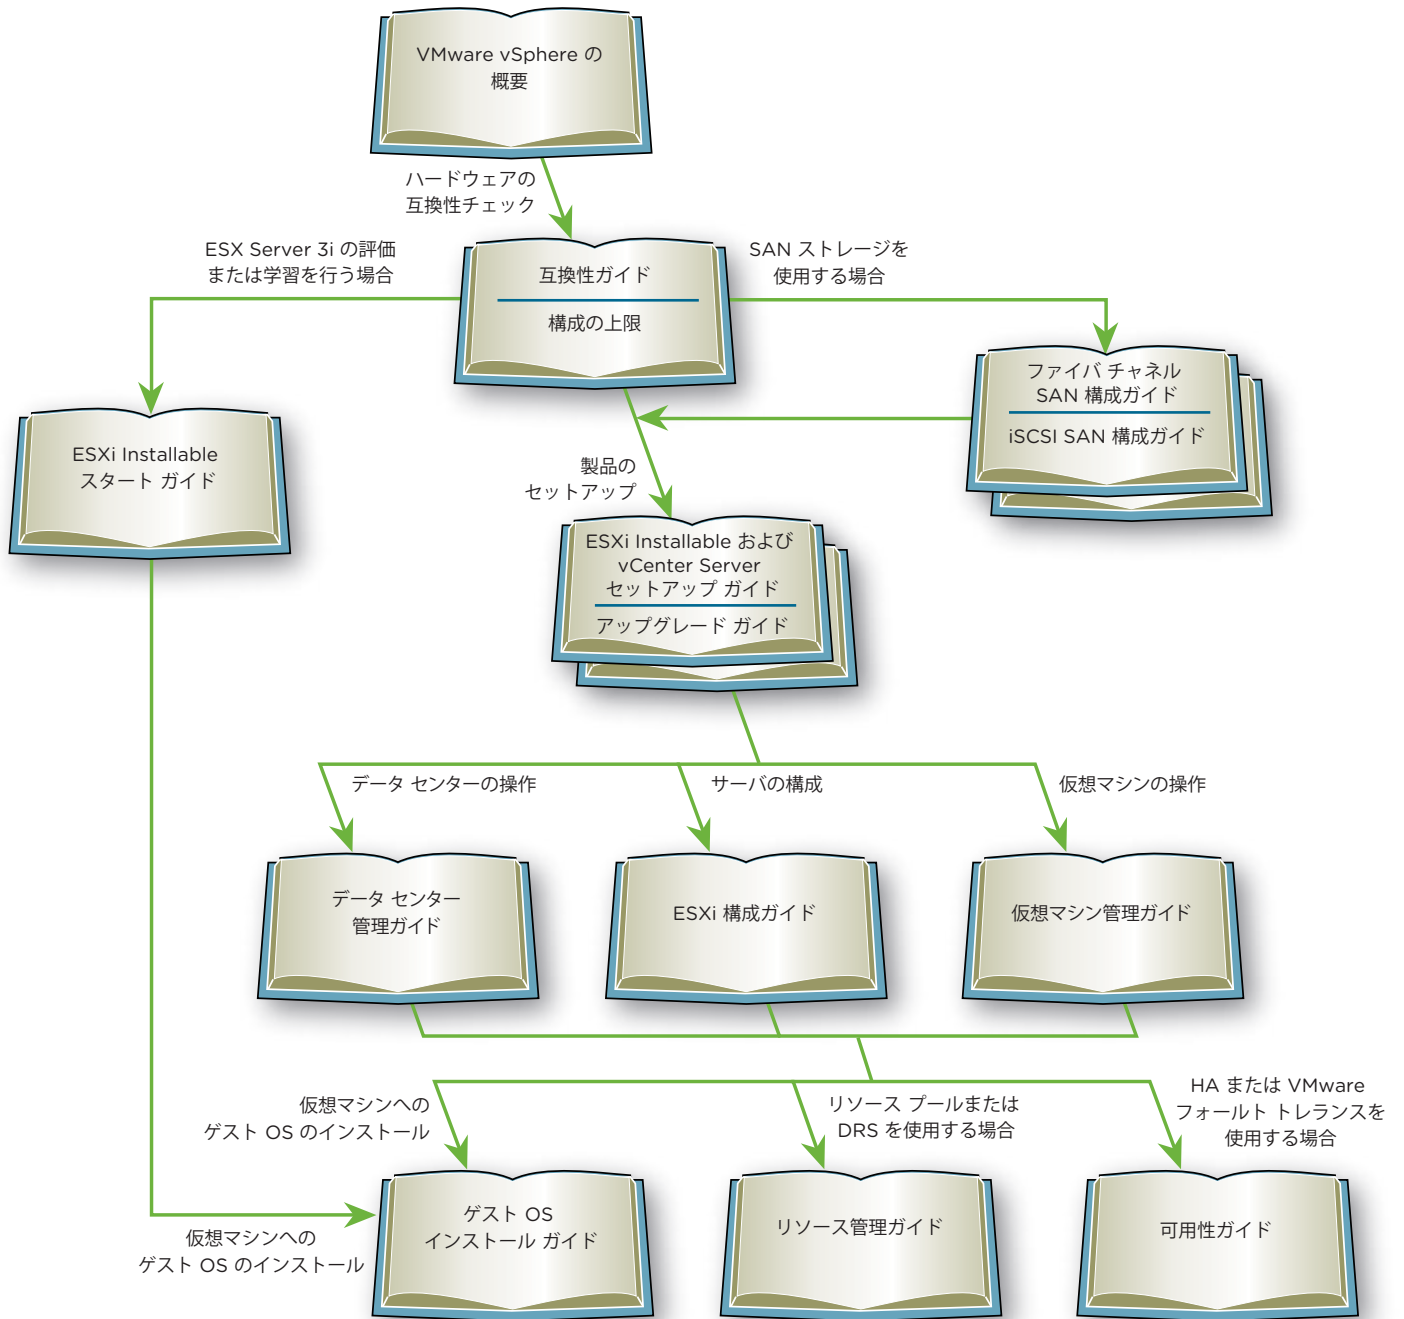 VMware vSphere の
概要
ハードウェアの
互換性チェック
ESX Server 3i の評価
または学習を行う場合
互換性ガイド
構成の上限
SAN ストレージを
使用する場合
ファイバ チャネル
SAN 構成ガイド
iSCSI SAN 構成ガイド
ESXi Installable
スタート ガイド
製品の
セットアップ
ESXi Installable および
vCenter Server
セットアップ ガイド
アップグレード ガイド
データ センターの操作
サーバの構成
仮想マシンの操作
データ センター
管理ガイド
ESXi 構成ガイド
仮想マシン管理ガイド
仮想マシンへの
ゲスト OS のインストール
リソース プールまたは
DRS を使用する場合
HA または VMware
フォールト トレランスを
使用する場合
仮想マシンへの
ゲスト OS のインストール
ゲスト OS
インストール ガイド
リソース管理ガイド
可用性ガイド